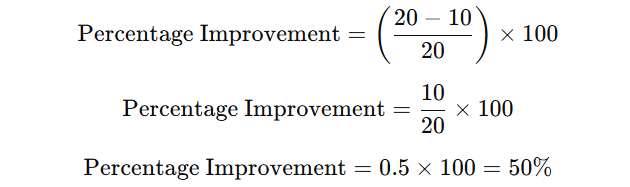 Percentage Improvement = ( 20 − 10 / 20 ) × 100
Percentage Improvement = 10 / 20 × 100
Percentage Improvement = 0.5 × 100 = 50%